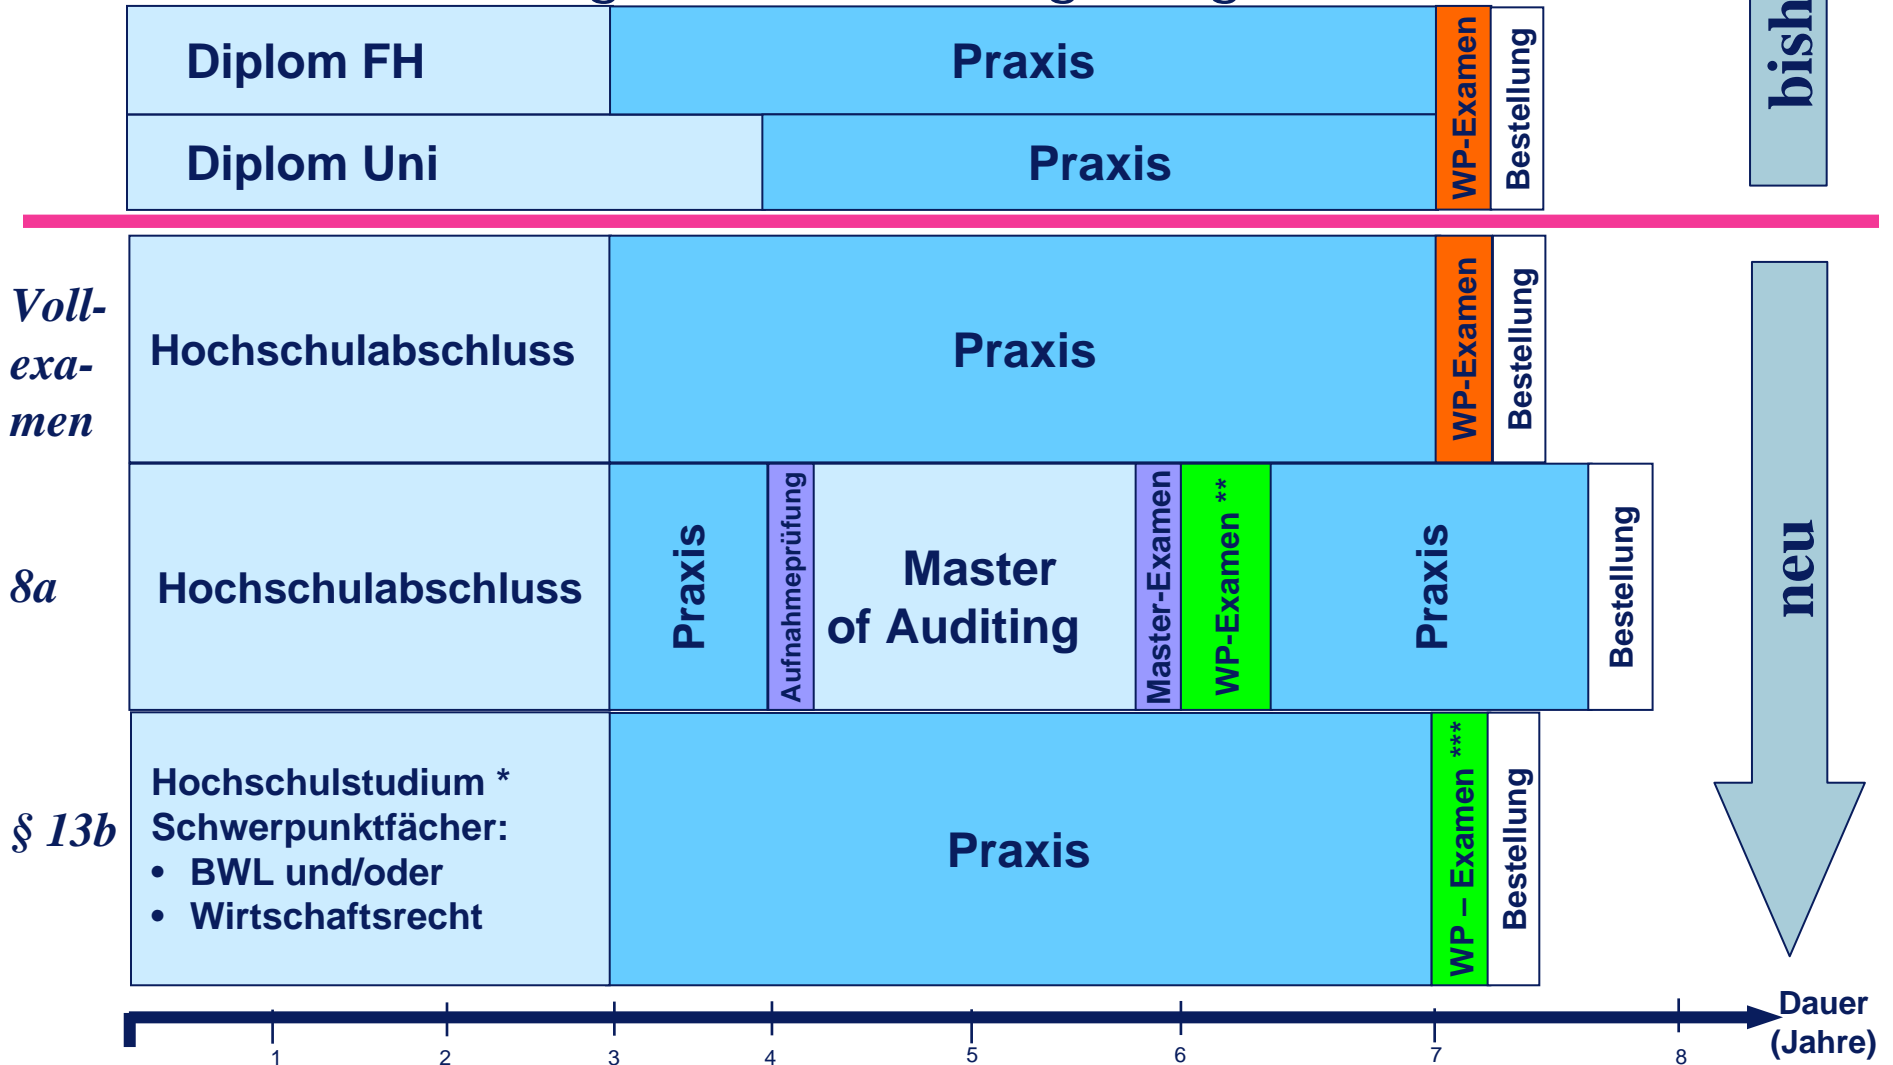 Diplom FH
Praxis
WP-Examen
Bestellung
Diplom Uni
Praxis
bish
Voll-
exa-
men
Hochschulabschluss
Praxis
WP-Examen
Bestellung
8a
Hochschulabschluss
Praxis
Aufnahmeprüfung
Master
of Auditing
Master-Examen
WP-Examen **
Praxis
Bestellung
neu
§ 13b
Hochschulstudium *
Schwerpunktfächer:
• BWL und/oder
• Wirtschaftsrecht
Praxis
WP – Examen ***
Bestellung
1 2 3 4 5 6 7 8
Dauer
(Jahre)